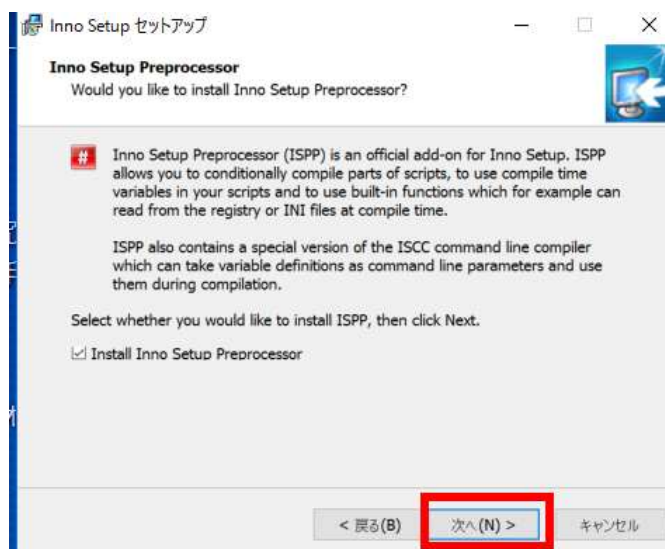 Inno Setup セットアップ
Inno Setup Preprocessor
Would you like to install Inno Setup Preprocessor?
#
Inno Setup Preprocessor (ISPP) is an official add-on for Inno Setup. ISPP
allows you to conditionally compile parts of scripts, to use compile time
variables in your scripts and to use built-in functions which for example can
read from the registry or INI files at compile time.
ISPP also contains a special version of the ISCC command line compiler
which can take variable definitions as command line parameters and use
them during compilation.
Select whether you would like to install ISPP, then click Next.
Install Inno Setup Preprocessor
< 戻る(B)
次へ(N) >
キャンセル